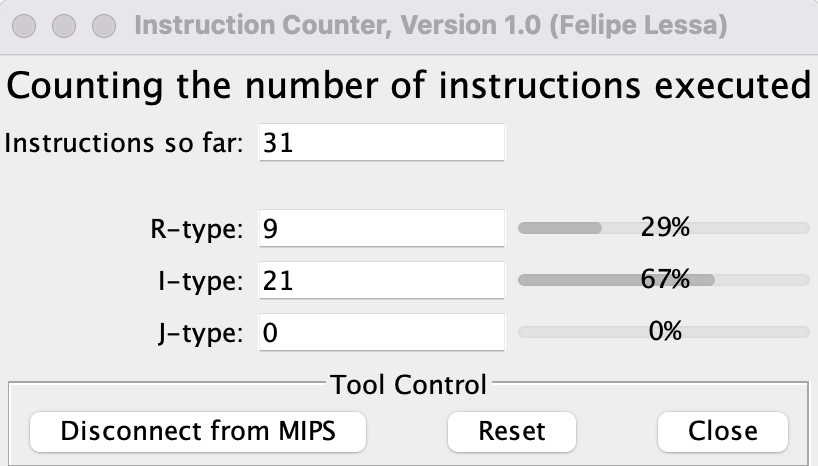 Instruction Counter, Version 1.0 (Felipe Lessa)
Counting the number of instructions executed
Instructions so far: 31
R-type: 9 29%
I-type: 21 67%
J-type: 0 0%
Tool Control
Disconnect from MIPS Reset Close